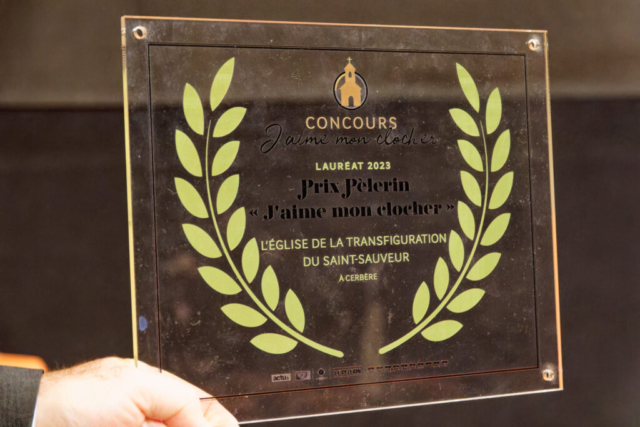 CONCOURS
J'aime mon clocher
LAURÉAT 2023
Prix Pèlerin
« J'aime mon clocher »
L'ÉGLISE DE LA TRANSFIGURATION
DU SAINT-SAUVEUR
À CERBÈRE